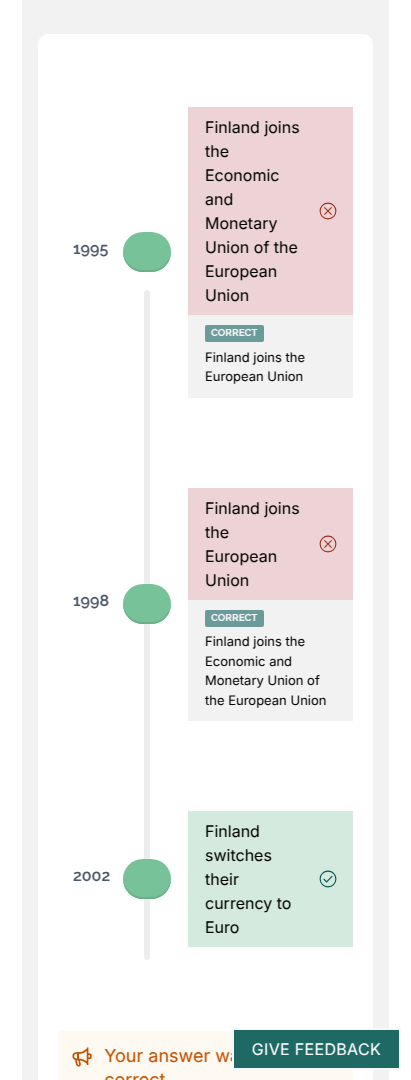 Finland joins
the
Economic
and
Monetary
Union of the
European
Union
1995
CORRECT
Finland joins the
European Union
Finland joins
the
European
Union
1998
CORRECT
Finland joins the
Economic and
Monetary Union of
the European Union
Finland
switches
their
currency to
Euro
2002
Your answer
GIVE FEEDBACK
correct